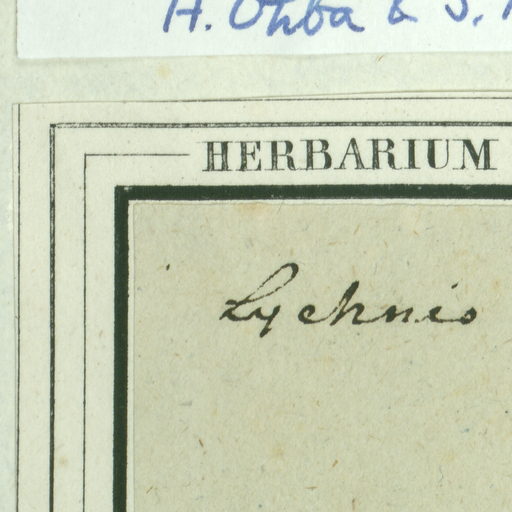 H. Ohba & S.
HERBARIUM
Lychnis